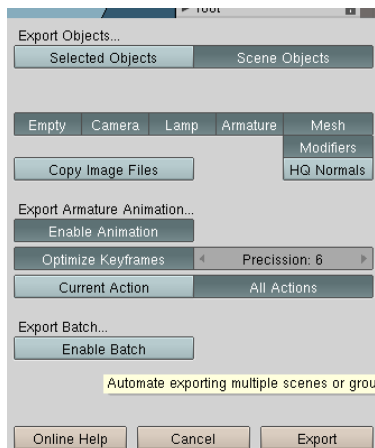 root
Export Objects...
Selected Objects Scene Objects
Empty Camera Lamp Armature Mesh
Modifiers
Copy Image Files HQ Normals
Export Armature Animation...
Enable Animation
Optimize Keyframes Precission: 6
Current Action All Actions
Export Batch...
Enable Batch
Automate exporting multiple scenes or grou
Online Help Cancel Export